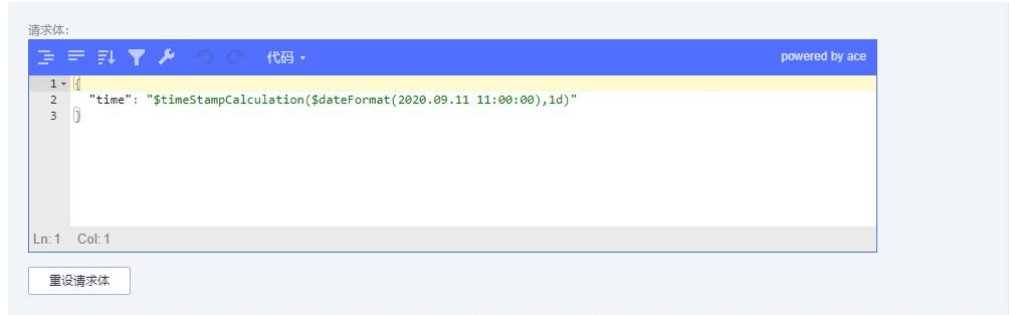 请求体:
代码 powered by ace
1 {
2 "time": "$timeStampCalculation($dateFormat(2020.09.11 11:00:00),1d)"
3 }
Ln: 1 Col: 1
重设请求体